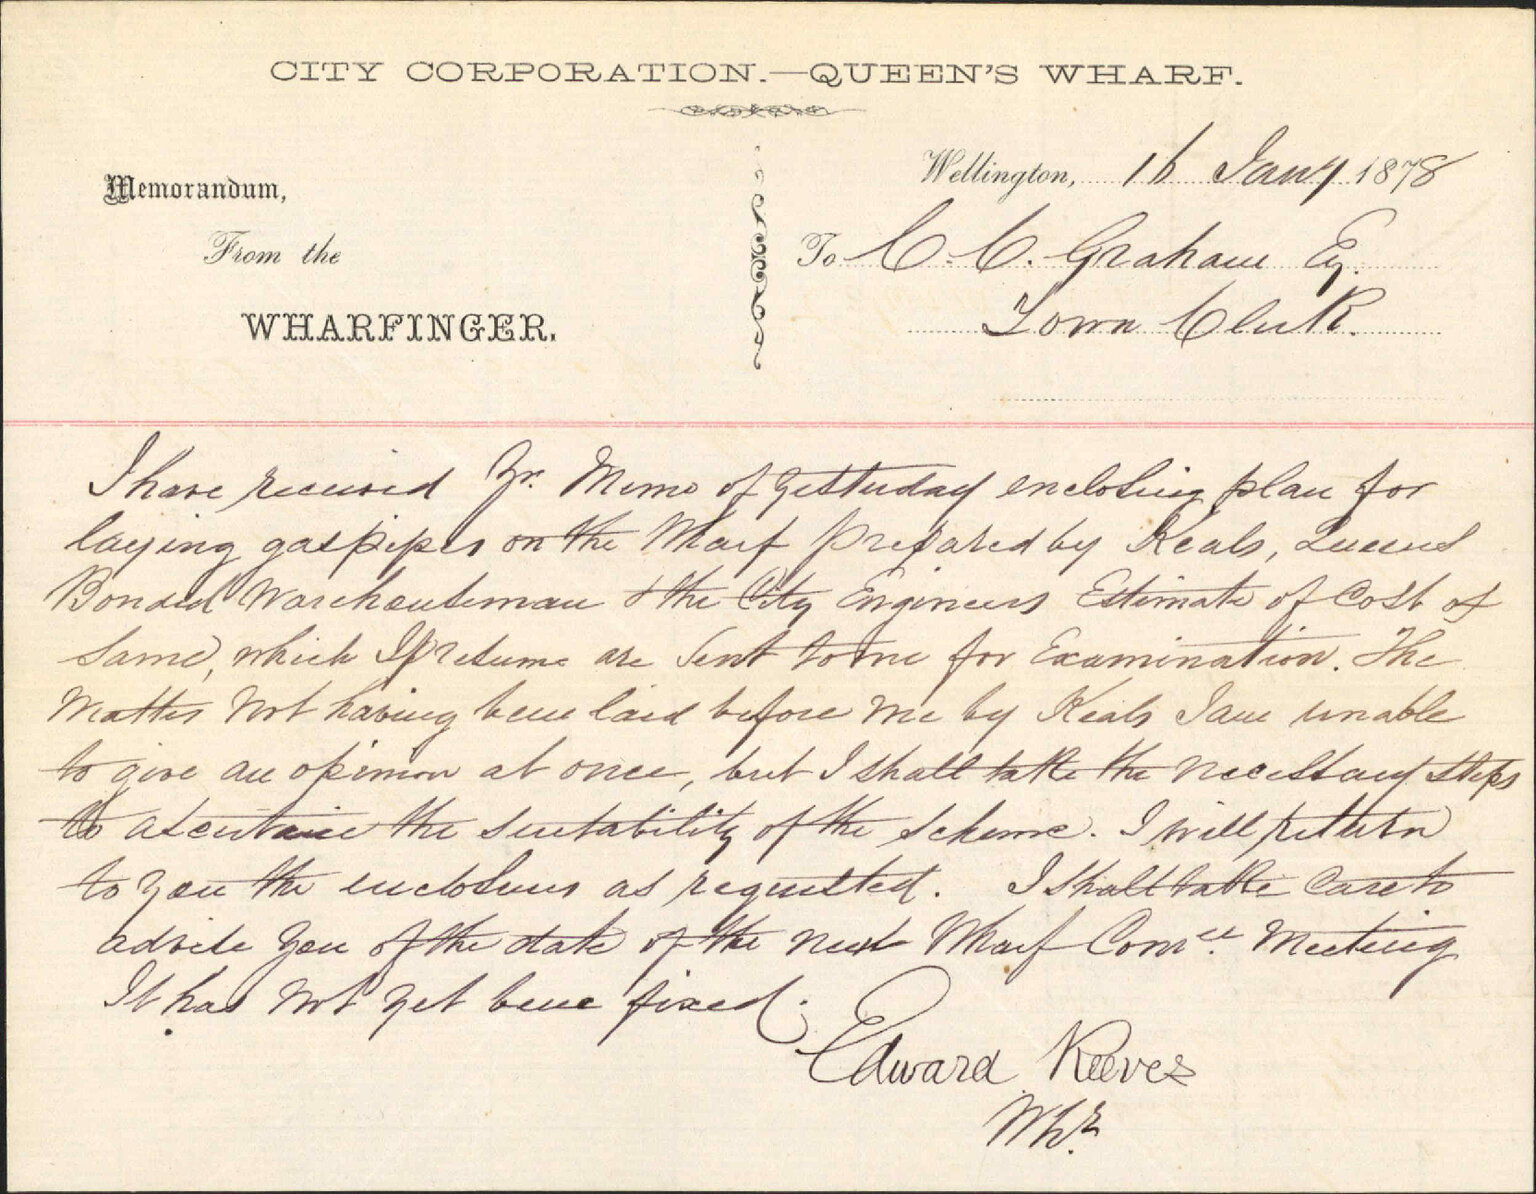 CITY CORPORATION.—QUEEN'S WHARF.
Memorandum,
From the
WHARFINGER.
Wellington, 16 Jany 1878
To C. C. Graham Esq.
Town Clerk.
I have received Yr. Memo of yesterday enclosing plan for
laying gaspipes on the Wharf prepared by Keals,
Bonded Warehouseman & the City Engineers Estimate of Cost of
same, which I presume are sent to me for Examination. The
Matter not having been laid before me by Keals I am unable
to give an opinion at once, but I shall take the necessary steps
to ascertain the suitability of the scheme. I will return
to you the enclosures as requested. I shall take care to
advise you of the date of the next Wharf Comee. Meeting
It has not yet been fixed.
Edward Reeves
Whr.